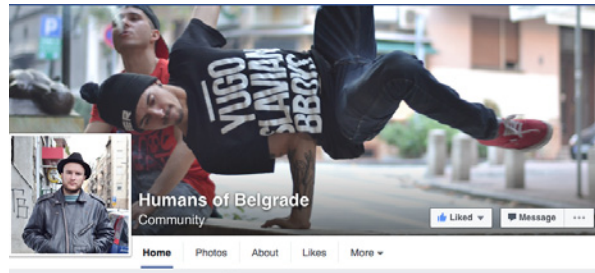 P
YUGO
SLAVIAN
BBOYS
Humans of Belgrade
Community
Liked
Message
Home
Photos
About
Likes
More